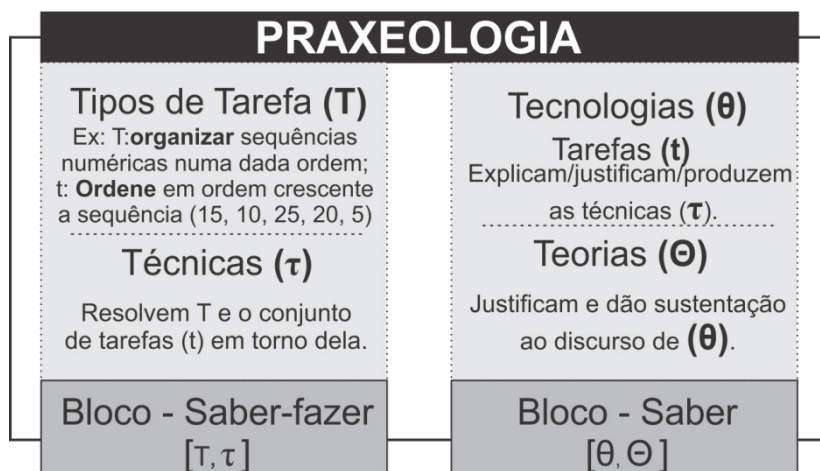 PRAXEOLOGIA
Tipos de Tarefa (T)
Ex: T:organizar sequências
numéricas numa dada ordem;
t: Ordene em ordem crescente
a sequência (15, 10, 25, 20, 5)
Técnicas (τ)
Resolvem T e o conjunto
de tarefas (t) em torno dela.
Bloco - Saber-fazer
[T, τ]
Tecnologias (θ)
Tarefas (t)
Explicam/justificam/produzem
as técnicas (τ).
Teorias (Θ)
Justificam e dão sustentação
ao discurso de (θ).
Bloco - Saber
[θ, Θ]